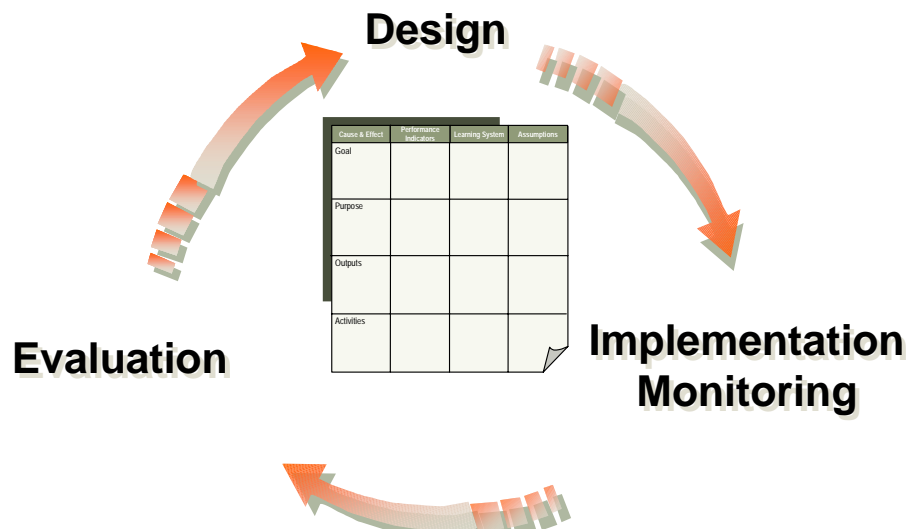 Design
Cause & Effect
Performance
Indicators
Learning System
Assumptions
Goal
Purpose
Outputs
Activities
Evaluation
Implementation
Monitoring